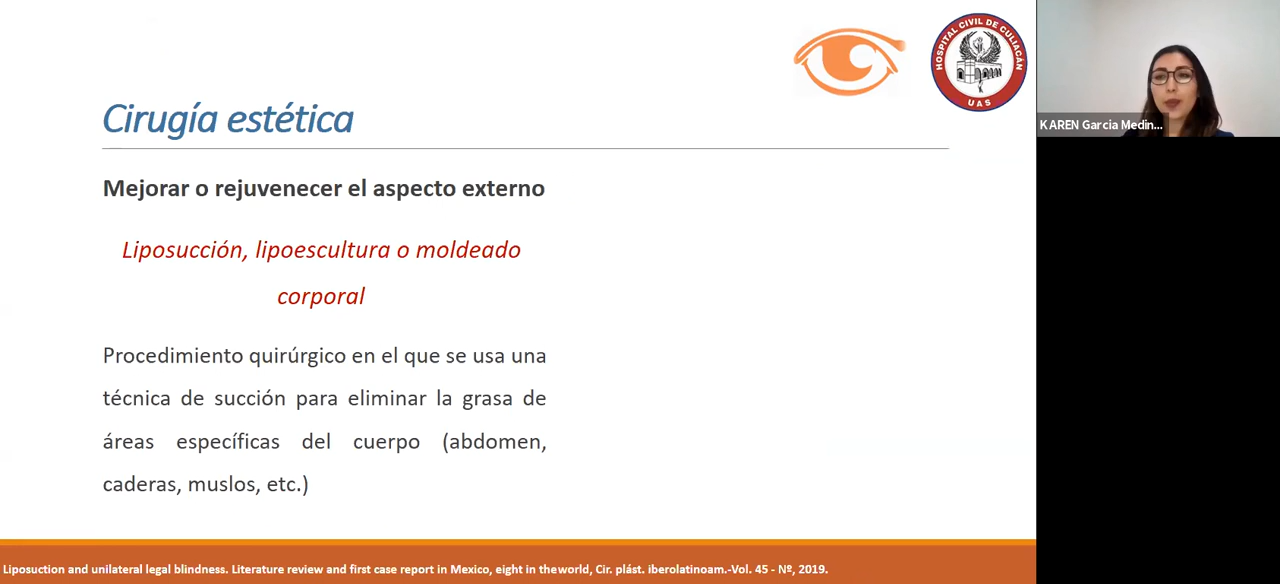 HOSPITAL CIVIL DE CULIACÁN
UAS
KAREN Garcia Medin...
Cirugía estética
Mejorar o rejuvenecer el aspecto externo
Liposucción, lipoescultura o moldeado
corporal
Procedimiento quirúrgico en el que se usa una
técnica de succión para eliminar la grasa de
áreas específicas del cuerpo (abdomen,
caderas, muslos, etc.)
Liposuction and unilateral legal blindness. Literature review and first case report in Mexico, eight in theworld, Cir. plást. iberolatinoam.-Vol. 45 - Nº, 2019.